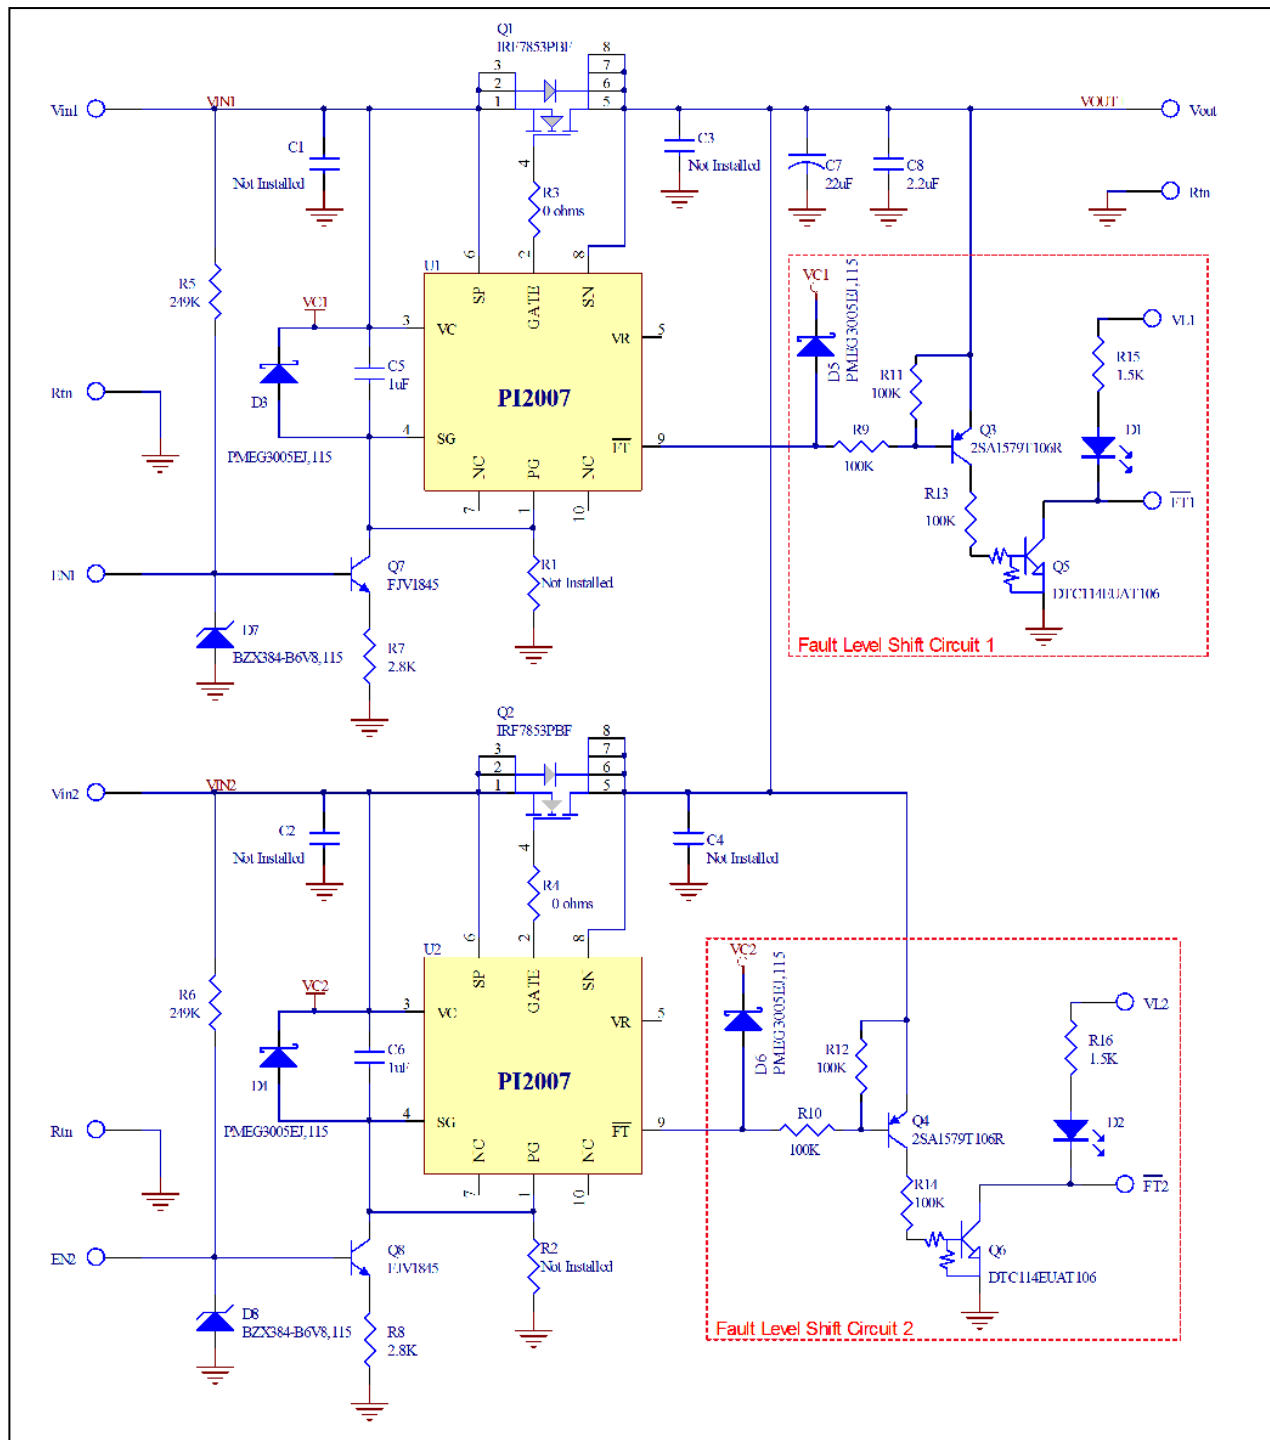 Q1
IRF7853PBF
3
2
1
8
7
6
5
Vin1
VIN1
VOUT
Vout
C1
Not Installed
4
R3
0 ohms
C3
Not Installed
C7
22uF
C8
2.2uF
Rtn
R5
249K
U1
6
2
8
SP
GATE
SN
VC1
3
VC
VR
5
C5
1uF
D3
PMEG3005EJ,115
PI2007
4
SG
FT
9
NC
PG
NC
7
1
10
VC1
D5
PMEG3005EJ,115
R11
100K
R9
100K
Q3
2SA1579T106R
R13
100K
Q5
DTC114EUAT106
VL1
R15
1.5K
D1
FT1
Fault Level Shift Circuit 1
Rtn
EN1
Q7
FJV1845
R1
Not Installed
D7
BZX384-B6V8,115
R7
2.8K
Q2
IRF7853PBF
3
2
1
8
7
6
5
Vin2
VIN2
C2
Not Installed
4
R4
0 ohms
C4
Not Installed
R6
249K
U2
6
2
8
SP
GATE
SN
VC2
3
VC
VR
5
C6
1uF
D4
PMEG3005EJ,115
PI2007
4
SG
FT
9
NC
PG
NC
7
1
10
VC2
D6
PMEG3005EJ,115
R12
100K
R10
100K
Q4
2SA1579T106R
R14
100K
Q6
DTC114EUAT106
VL2
R16
1.5K
D2
FT2
Fault Level Shift Circuit 2
Rtn
EN2
Q8
FJV1845
R2
Not Installed
D8
BZX384-B6V8,115
R8
2.8K